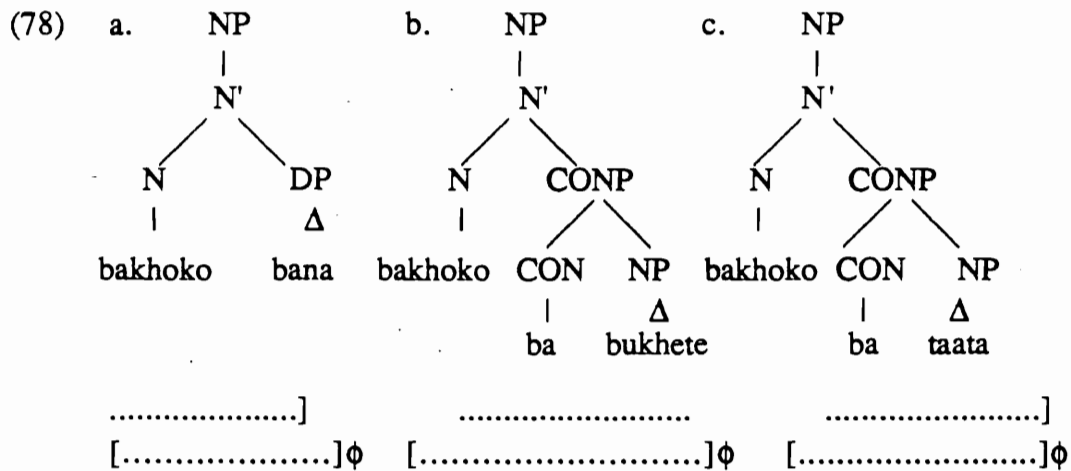 (78) a. NP b. NP c. NP
N' N' N'
N DP N CONP N CONP
Δ
bakhoko bana bakhoko CON NP bakhoko CON NP
Δ Δ
ba bukhete ba taata
....................] ........................ .......................]
[.....................]ϕ [..............................]ϕ [.........................]ϕ